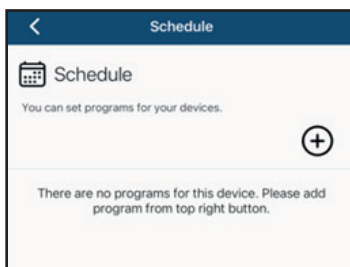 Schedule
Schedule
You can set programs for your devices.
There are no programs for this device. Please add
program from top right button.